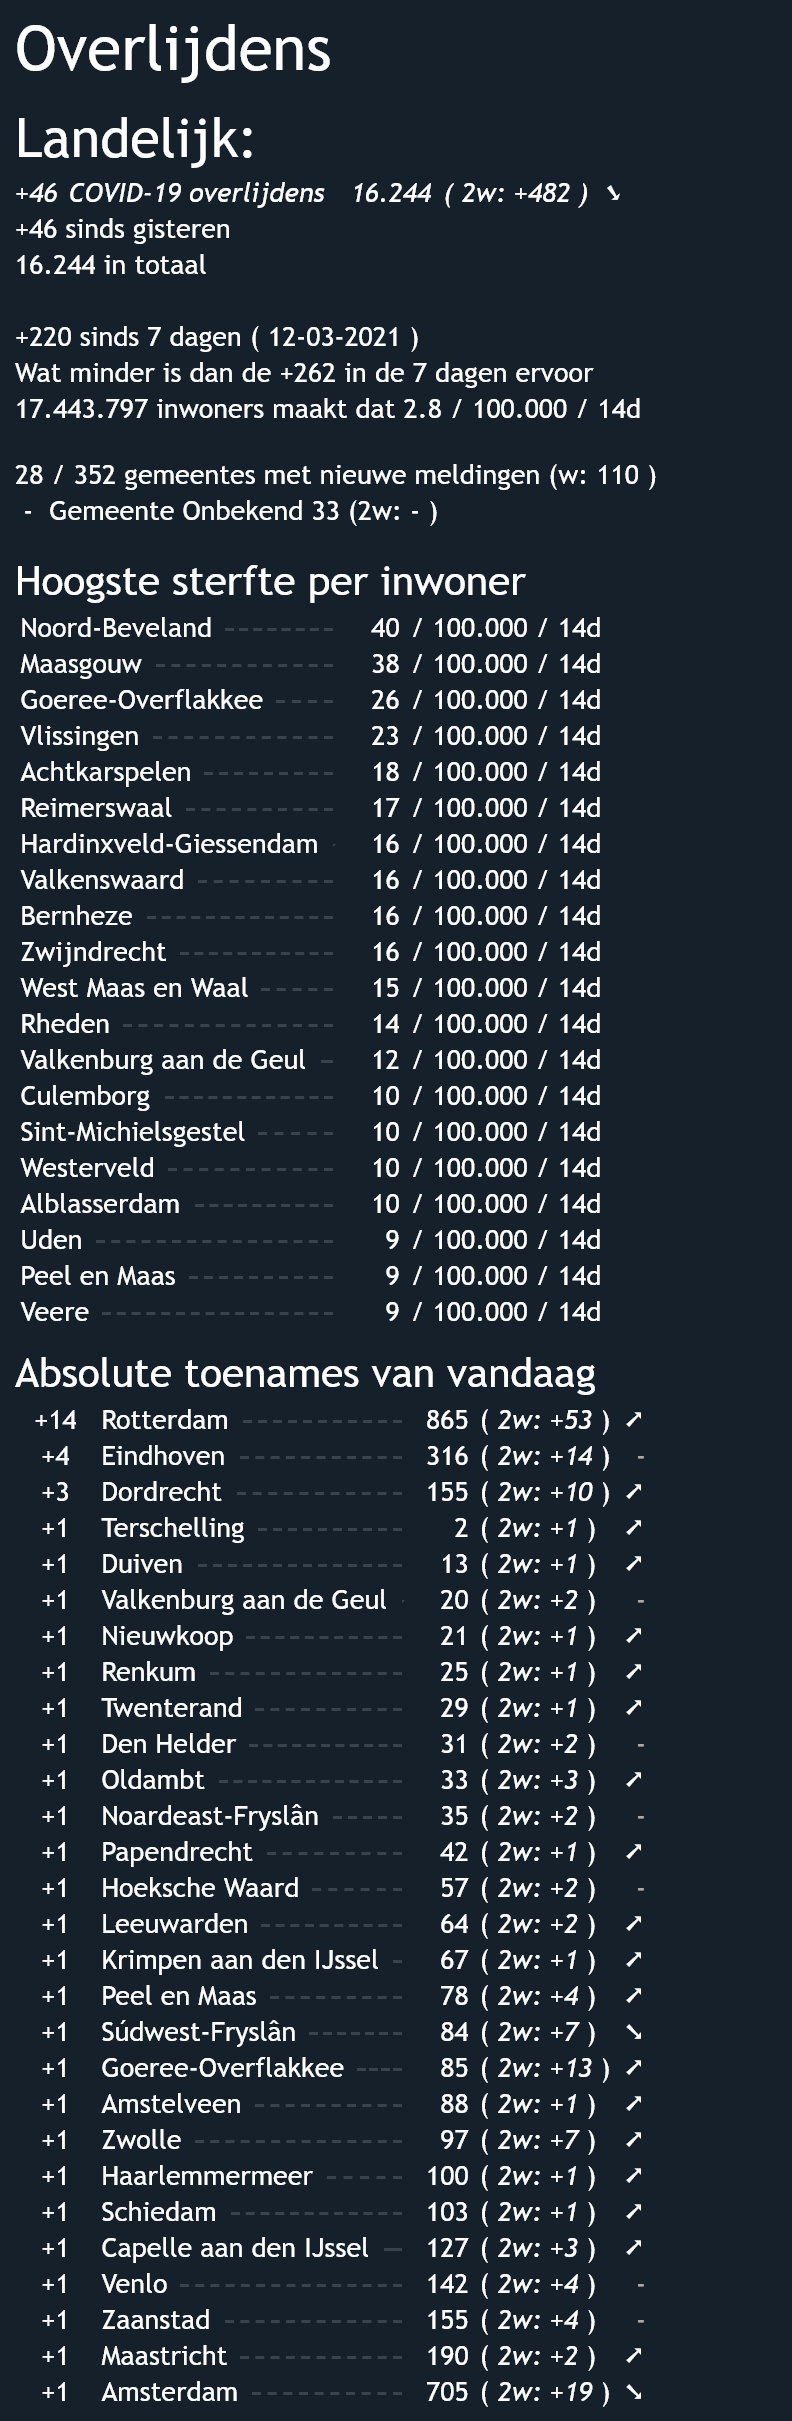 Overlijdens
Landelijk:
+46 COVID-19 overlijdens 16.244 ( 2w: +482 ) ➘
+46 sinds gisteren
16.244 in totaal
+220 sinds 7 dagen ( 12-03-2021 )
Wat minder is dan de +262 in de 7 dagen ervoor
17.443.797 inwoners maakt dat 2.8 / 100.000 / 14d
28 / 352 gemeentes met nieuwe meldingen (w: 110 )
- Gemeente Onbekend 33 (2w: - )
Hoogste sterfte per inwoner
Noord-Beveland 40 / 100.000 / 14d
Maasgouw 38 / 100.000 / 14d
Goeree-Overflakkee 26 / 100.000 / 14d
Vlissingen 23 / 100.000 / 14d
Achtkarspelen 18 / 100.000 / 14d
Reimerswaal 17 / 100.000 / 14d
Hardinxveld-Giessendam 16 / 100.000 / 14d
Valkenswaard 16 / 100.000 / 14d
Bernheze 16 / 100.000 / 14d
Zwijndrecht 16 / 100.000 / 14d
West Maas en Waal 15 / 100.000 / 14d
Rheden 14 / 100.000 / 14d
Valkenburg aan de Geul 12 / 100.000 / 14d
Culemborg 10 / 100.000 / 14d
Sint-Michielsgestel 10 / 100.000 / 14d
Westerveld 10 / 100.000 / 14d
Alblasserdam 10 / 100.000 / 14d
Uden 9 / 100.000 / 14d
Peel en Maas 9 / 100.000 / 14d
Veere 9 / 100.000 / 14d
Absolute toenames van vandaag
+14 Rotterdam 865 ( 2w: +53 ) ➚
+4 Eindhoven 316 ( 2w: +14 ) -
+3 Dordrecht 155 ( 2w: +10 ) ➚
+1 Terschelling 2 ( 2w: +1 ) ➚
+1 Duiven 13 ( 2w: +1 ) ➚
+1 Valkenburg aan de Geul 20 ( 2w: +2 ) -
+1 Nieuwkoop 21 ( 2w: +1 ) ➚
+1 Renkum 25 ( 2w: +1 ) ➚
+1 Twenterand 29 ( 2w: +1 ) ➚
+1 Den Helder 31 ( 2w: +2 ) -
+1 Oldambt 33 ( 2w: +3 ) ➚
+1 Noardeast-Fryslân 35 ( 2w: +2 ) -
+1 Papendrecht 42 ( 2w: +1 ) ➚
+1 Hoeksche Waard 57 ( 2w: +2 ) -
+1 Leeuwarden 64 ( 2w: +2 ) ➚
+1 Krimpen aan den IJssel 67 ( 2w: +1 ) ➚
+1 Peel en Maas 78 ( 2w: +4 ) ➚
+1 Súdwest-Fryslân 84 ( 2w: +7 ) ➘
+1 Goeree-Overflakkee 85 ( 2w: +13 ) ➚
+1 Amstelveen 88 ( 2w: +1 ) ➚
+1 Zwolle 97 ( 2w: +7 ) ➚
+1 Haarlemmermeer 100 ( 2w: +1 ) ➚
+1 Schiedam 103 ( 2w: +1 ) ➚
+1 Capelle aan den IJssel 127 ( 2w: +3 ) ➚
+1 Venlo 142 ( 2w: +4 ) -
+1 Zaanstad 155 ( 2w: +4 ) -
+1 Maastricht 190 ( 2w: +2 ) ➚
+1 Amsterdam 705 ( 2w: +19 ) ➘